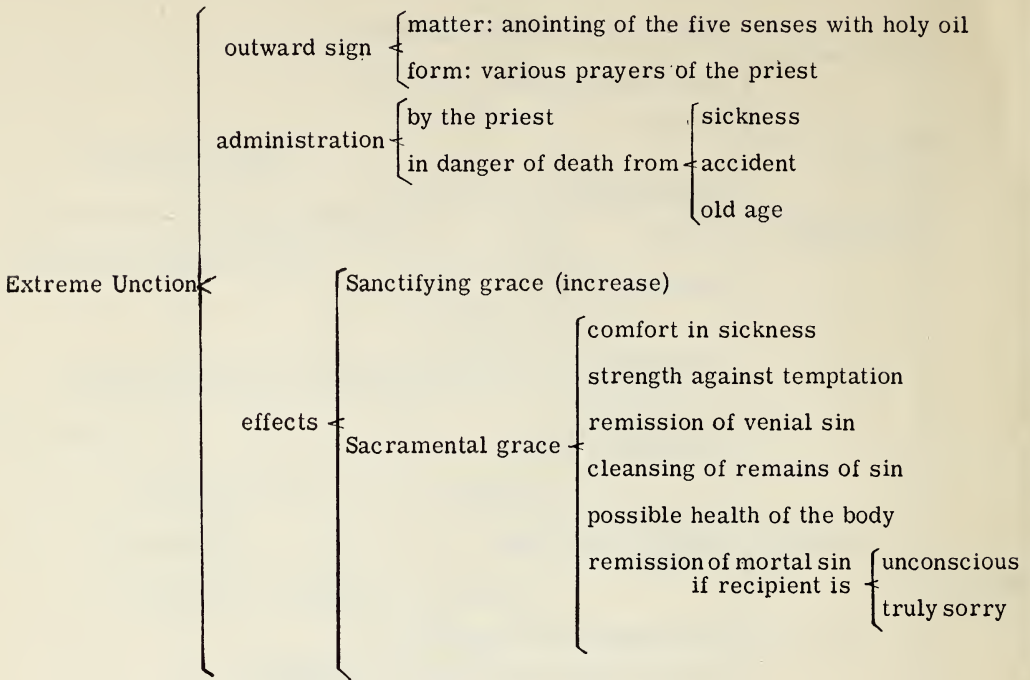 outward sign
matter: anointing of the five senses with holy oil
form: various prayers of the priest
administration
by the priest
in danger of death from
sickness
accident
old age
Extreme Unction
effects
Sanctifying grace (increase)
Sacramental grace
comfort in sickness
strength against temptation
remission of venial sin
cleansing of remains of sin
possible health of the body
remission of mortal sin
if recipient is
unconscious
truly sorry